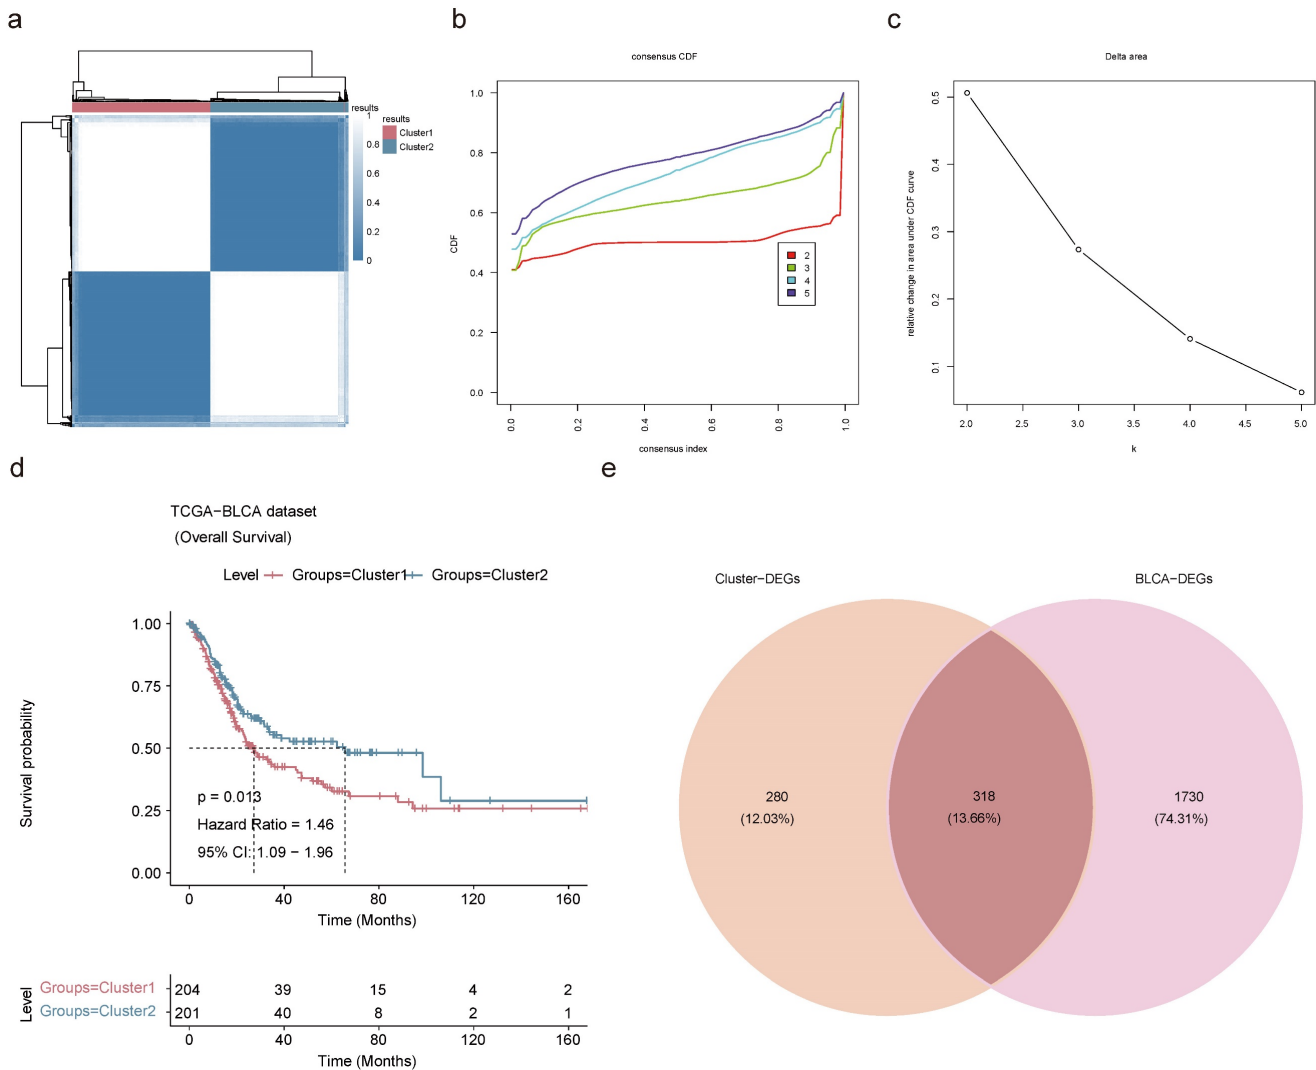 a
results
1
0.8
0.6
0.4
0.2
0
results
Cluster1
Cluster2
b
consensus CDF
CDF
1.0
0.8
0.6
0.4
0.2
0.0
2
3
4
5
0.0 0.2 0.4 0.6 0.8 1.0
consensus index
c
Delta area
relative change in area under CDF curve
0.5
0.4
0.3
0.2
0.1
2.0 2.5 3.0 3.5 4.0 4.5 5.0
k
d
TCGA−BLCA dataset
(Overall Survival)
Level Groups=Cluster1 Groups=Cluster2
Survival probability
1.00
0.75
0.50
0.25
0.00
p = 0.013
Hazard Ratio = 1.46
95% CI: 1.09 − 1.96
0 40 80 120 160
Time (Months)
Level
Groups=Cluster1 204 39 15 4 2
Groups=Cluster2 201 40 8 2 1
0 40 80 120 160
Time (Months)
e
Cluster-DEGs
BLCA-DEGs
280
(12.03%)
318
(13.66%)
1730
(74.31%)